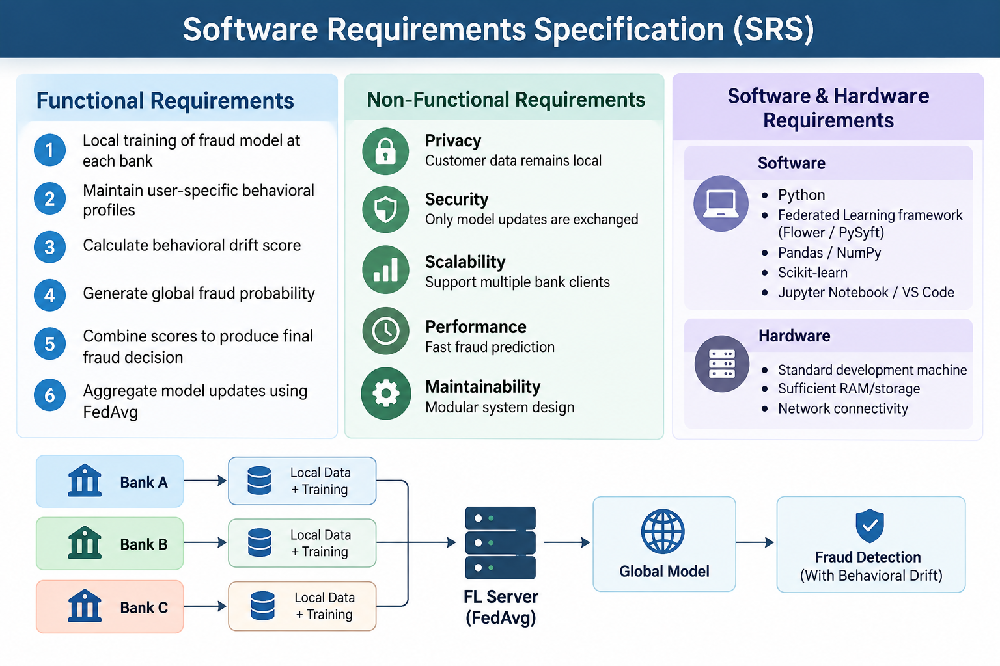 Software Requirements Specification (SRS)
Functional Requirements
1
Local training of fraud model at
each bank
2
Maintain user-specific behavioral
profiles
3
Calculate behavioral drift score
4
Generate global fraud probability
5
Combine scores to produce final
fraud decision
6
Aggregate model updates using
FedAvg
Non-Functional Requirements
Privacy
Customer data remains local
Security
Only model updates are exchanged
Scalability
Support multiple bank clients
Performance
Fast fraud prediction
Maintainability
Modular system design
Software & Hardware
Requirements
Software
• Python
• Federated Learning framework
(Flower / PySyft)
• Pandas / NumPy
• Scikit-learn
• Jupyter Notebook / VS Code
Hardware
• Standard development machine
• Sufficient RAM/storage
• Network connectivity
Bank A
Local Data
+ Training
Bank B
Local Data
+ Training
Bank C
Local Data
+ Training
FL Server
(FedAvg)
Global Model
Fraud Detection
(With Behavioral Drift)